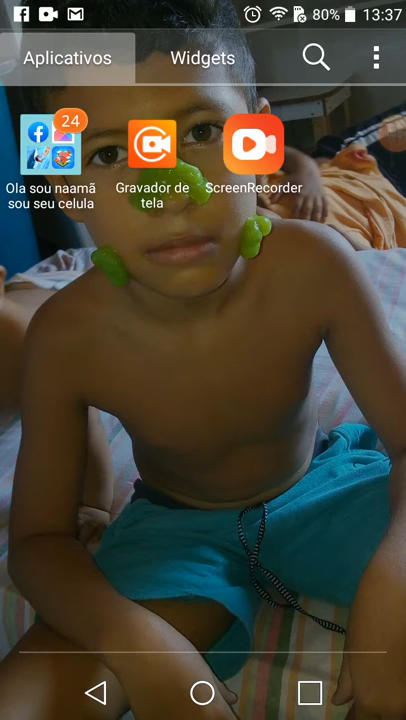 80% 13:37
Aplicativos Widgets
24
Ola sou naamã Gravador de ScreenRecorder
sou seu celula tela